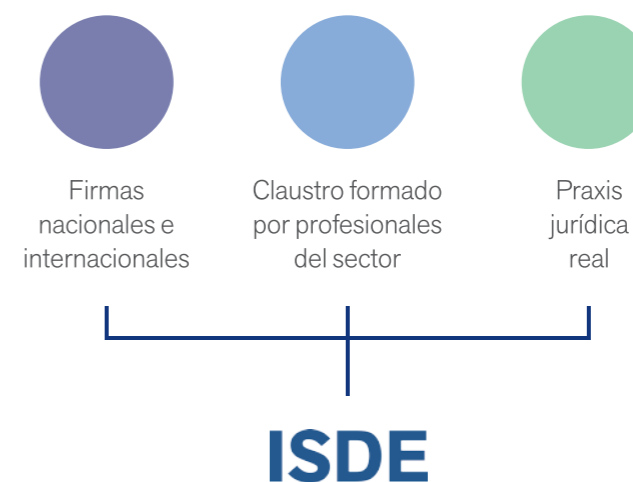 Firmas
nacionales e
internacionales
Claustro formado
por profesionales
del sector
Praxis
jurídica
real
ISDE